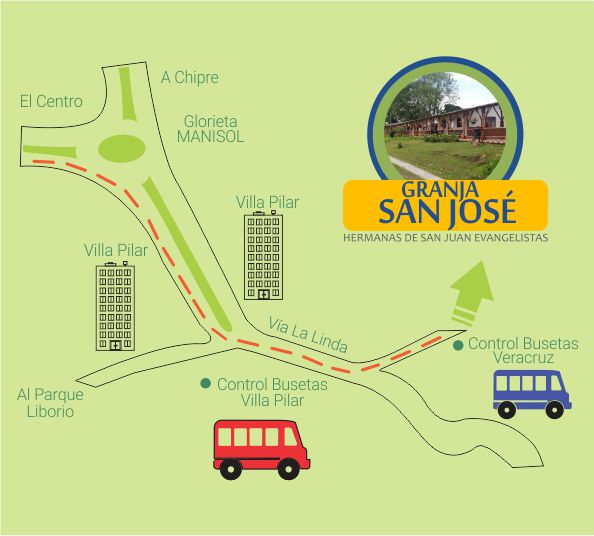 A Chipre
El Centro
Glorieta
MANISOL
GRANJA
SAN JOSÉ
HERMANAS DE SAN JUAN EVANGELISTAS
Villa Pilar
Villa Pilar
Vía La Linda
Control Busetas
Veracruz
Al Parque
Liborio
Control Busetas
Villa Pilar